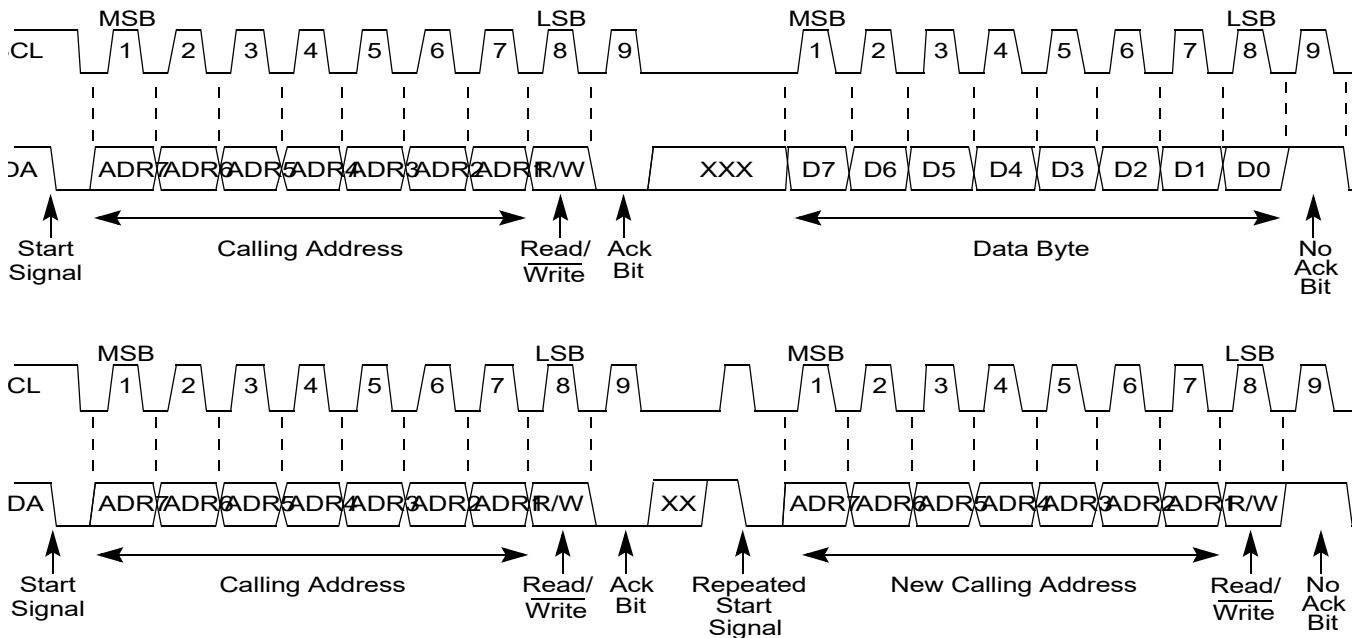 MSB LSB MSB LSB
CL 1 2 3 4 5 6 7 8 9 1 2 3 4 5 6 7 8 9
DA ADR7 ADR6 ADR5 ADR4 ADR3 ADR2 ADR1 R/W XXX D7 D6 D5 D4 D3 D2 D1 D0
Start Signal
Calling Address
Read/
Write
Ack
Bit
Data Byte
No
Ack
Bit
MSB LSB MSB LSB
CL 1 2 3 4 5 6 7 8 9 1 2 3 4 5 6 7 8 9
DA ADR7 ADR6 ADR5 ADR4 ADR3 ADR2 ADR1 R/W XX ADR7 ADR6 ADR5 ADR4 ADR3 ADR2 ADR1 R/W
Start
Signal
Calling Address
Read/
Write
Ack
Bit
Repeated
Start
Signal
New Calling Address
Read/
Write
No
Ack
Bit